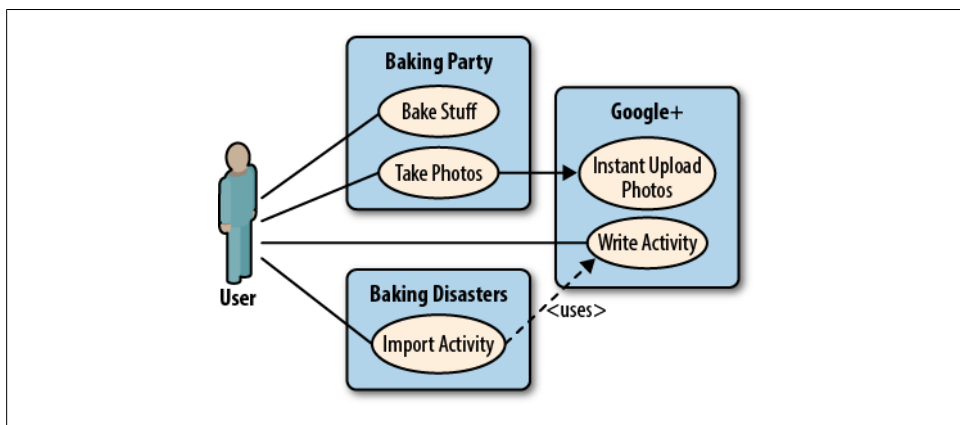 Baking Party
Bake Stuff
Take Photos
Google+
Instant Upload
Photos
Write Activity
User
Baking Disasters
Import Activity
<uses>